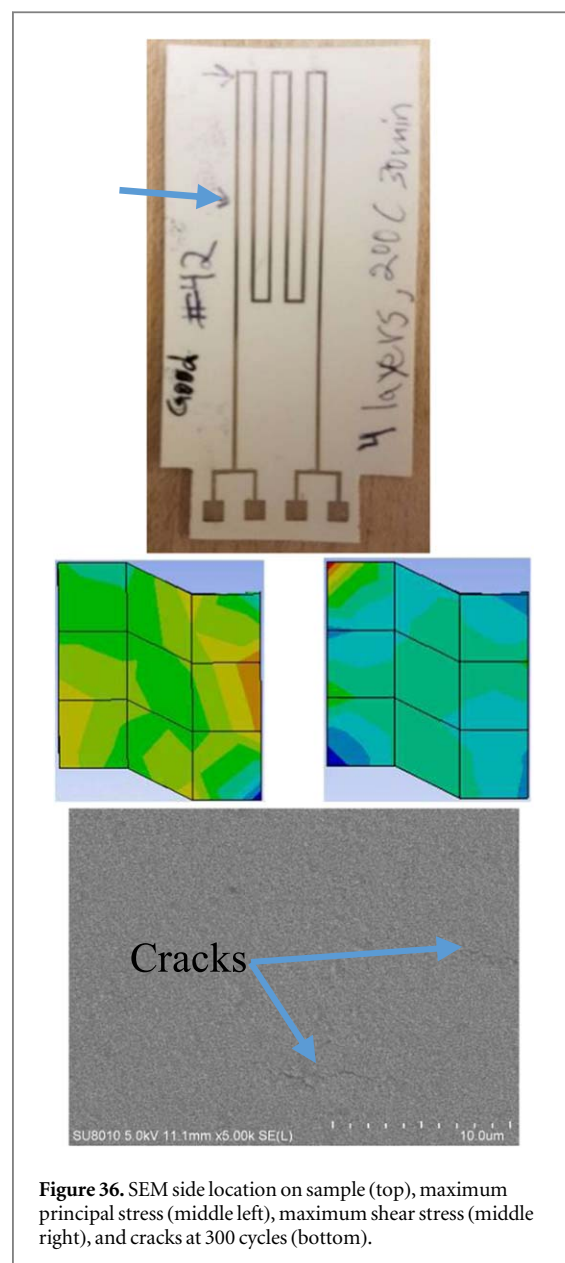 Good #42
4 layers, 200C 30min
Cracks
SU8010 5.0kV 11.1mm x5.00k SE(L)
10.0um
Figure 36. SEM side location on sample (top), maximum
principal stress (middle left), maximum shear stress (middle
right), and cracks at 300 cycles (bottom).